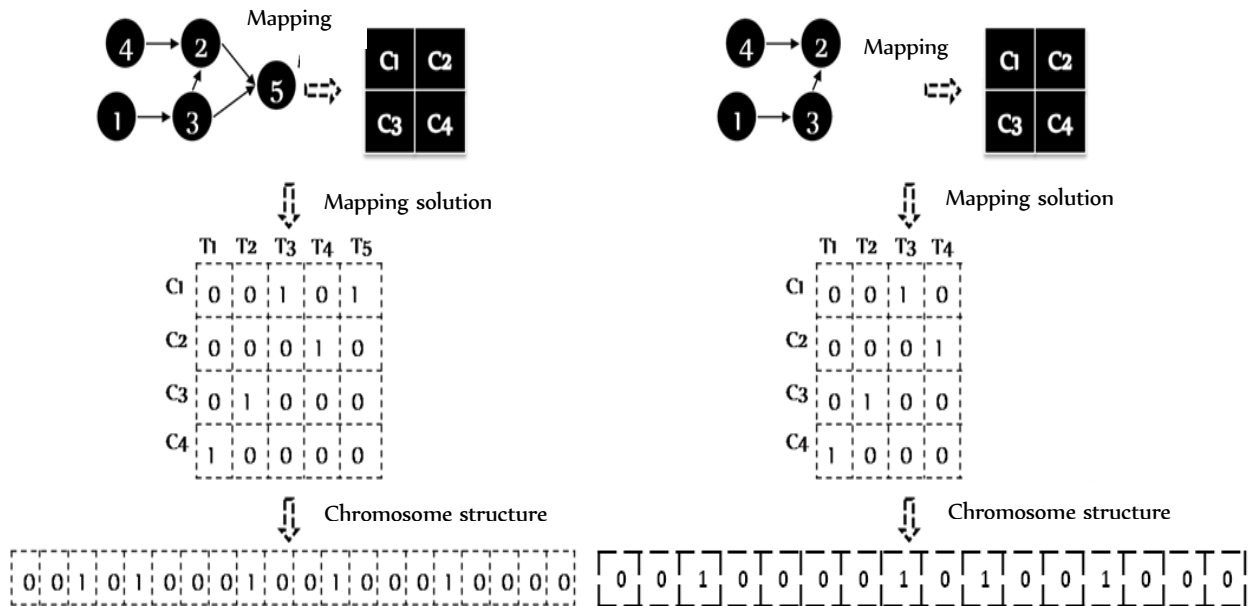 4
2
Mapping
5
1
3
C1 C2
C3 C4
Mapping solution
T1 T2 T3 T4 T5
C1 0 0 1 0 1
C2 0 0 0 1 0
C3 0 1 0 0 0
C4 1 0 0 0 0
Chromosome structure
0 0 1 0 1 0 0 0 1 0 0 1 0 0 0 1 0 0 0 0
4
2
Mapping
1
3
C1 C2
C3 C4
Mapping solution
T1 T2 T3 T4
C1 0 0 1 0
C2 0 0 0 1
C3 0 1 0 0
C4 1 0 0 0
Chromosome structure
0 0 1 0 0 0 0 1 0 1 0 0 1 0 0 0